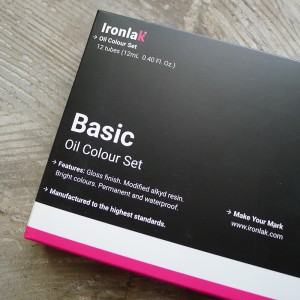 Ironlak
→ Oil Colour Set
12 tubes (12mL 0.40 Fl. Oz.)
Basic
Oil Colour Set
→ Features: Gloss finish. Modified alkyd resin.
Bright colours. Permanent and waterproof.
→ Manufactured to the highest standards.
→ Make Your Mark
www.ironlak.com